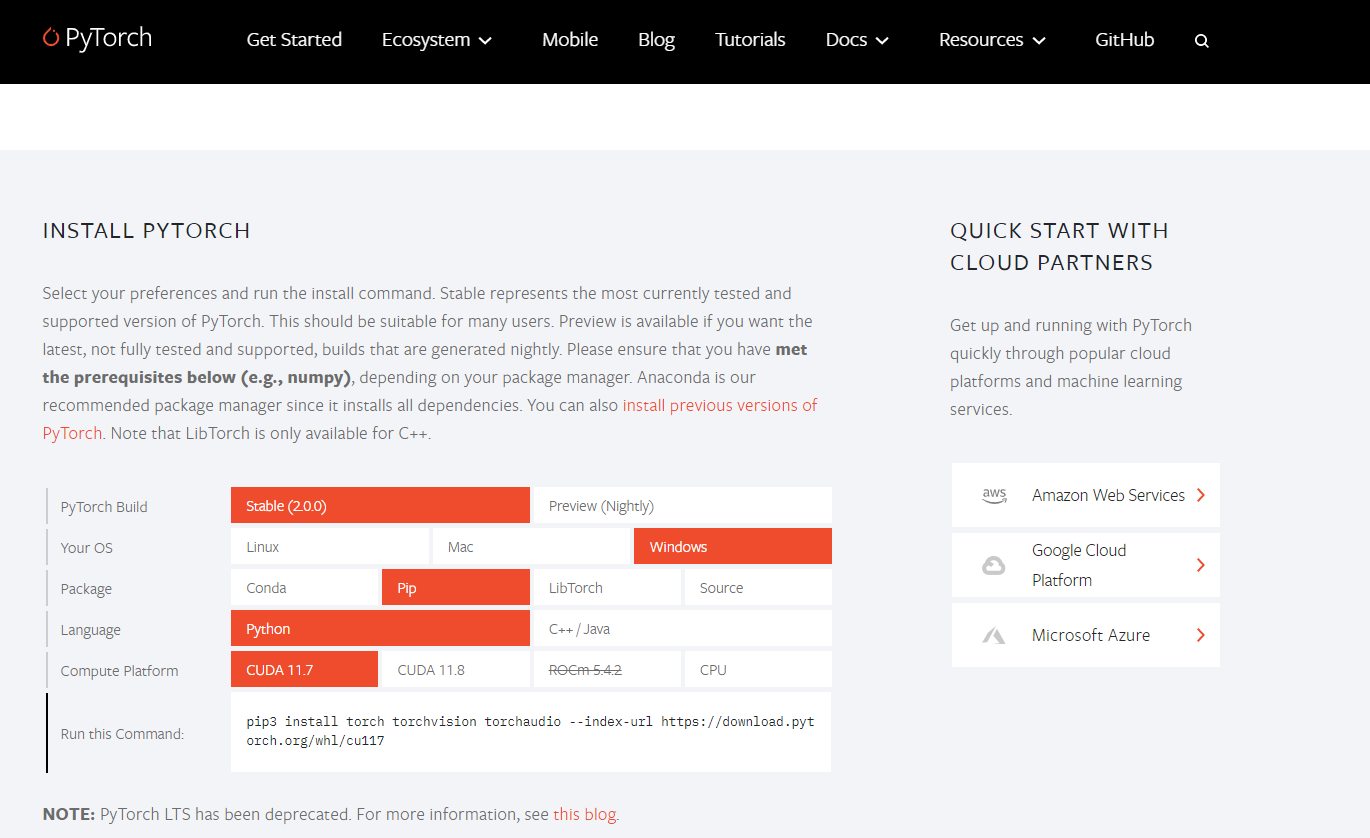 PyTorch
Get Started
Ecosystem
Mobile
Blog
Tutorials
Docs
Resources
GitHub
INSTALL PYTORCH
Select your preferences and run the install command. Stable represents the most currently tested and
supported version of PyTorch. This should be suitable for many users. Preview is available if you want the
latest, not fully tested and supported, builds that are generated nightly. Please ensure that you have met
the prerequisites below (e.g., numpy), depending on your package manager. Anaconda is our
recommended package manager since it installs all dependencies. You can also install previous versions of
PyTorch. Note that LibTorch is only available for C++.
PyTorch Build
Stable (2.0.0)
Preview (Nightly)
Your OS
Linux
Mac
Windows
Package
Conda
Pip
LibTorch
Source
Language
Python
C++ / Java
Compute Platform
CUDA 11.7
CUDA 11.8
ROCm 5.4.2
CPU
Run this Command:
pip3 install torch torchvision torchaudio --index-url https://download.pyt
orch.org/whl/cu117
NOTE: PyTorch LTS has been deprecated. For more information, see this blog.
QUICK START WITH
CLOUD PARTNERS
Get up and running with PyTorch
quickly through popular cloud
platforms and machine learning
services.
aws
Amazon Web Services
Google Cloud
Platform
Microsoft Azure